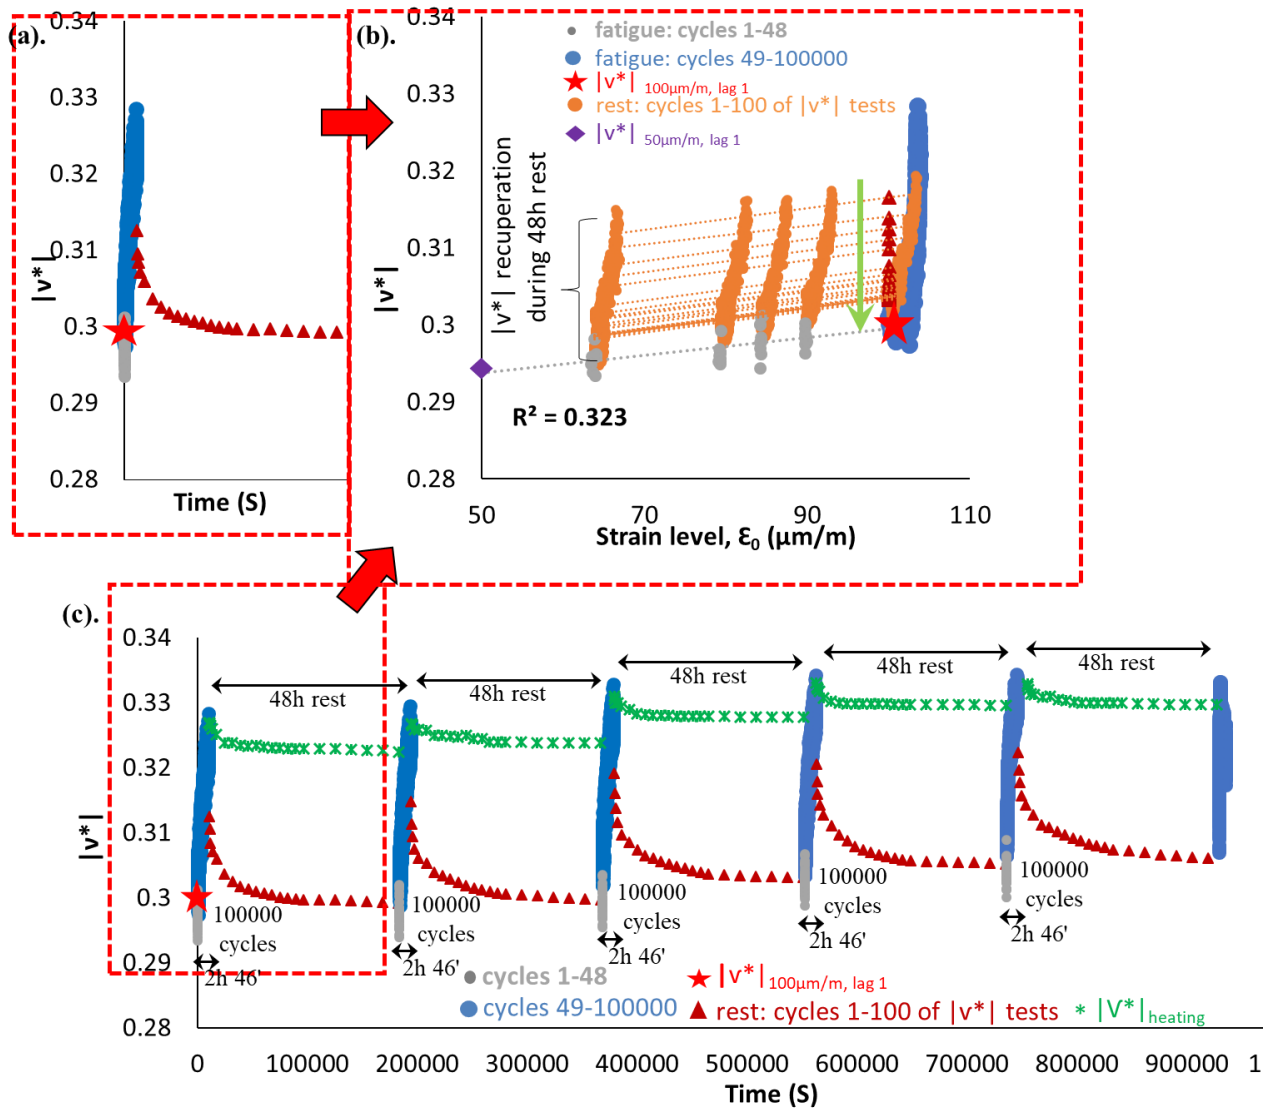 (a).
0.34
0.33
0.32
0.31
0.3
0.29
0.28
|v*|
Time (S)
(b).
0.34
0.33
0.32
0.31
0.3
0.29
0.28
|v*|
fatigue: cycles 1-48
fatigue: cycles 49-100000
|v*| 100µm/m, lag 1
rest: cycles 1-100 of |v*| tests
|v*| 50µm/m, lag 1
|v*| recuperation
during 48h rest
R² = 0.323
50 70 90 110
Strain level, Ɛ₀ (µm/m)
(c).
0.34
0.33
0.32
0.31
0.3
0.29
0.28
|v*|
48h rest
48h rest
48h rest
48h rest
48h rest
100000
cycles
2h 46'
100000
cycles
2h 46'
100000
cycles
2h 46'
100000
cycles
2h 46'
100000
cycles
2h 46'
cycles 1-48
|v*| 100µm/m, lag 1
cycles 49-100000
rest: cycles 1-100 of |v*| tests
|V*| heating
0 100000 200000 300000 400000 500000 600000 700000 800000 900000 1
Time (S)